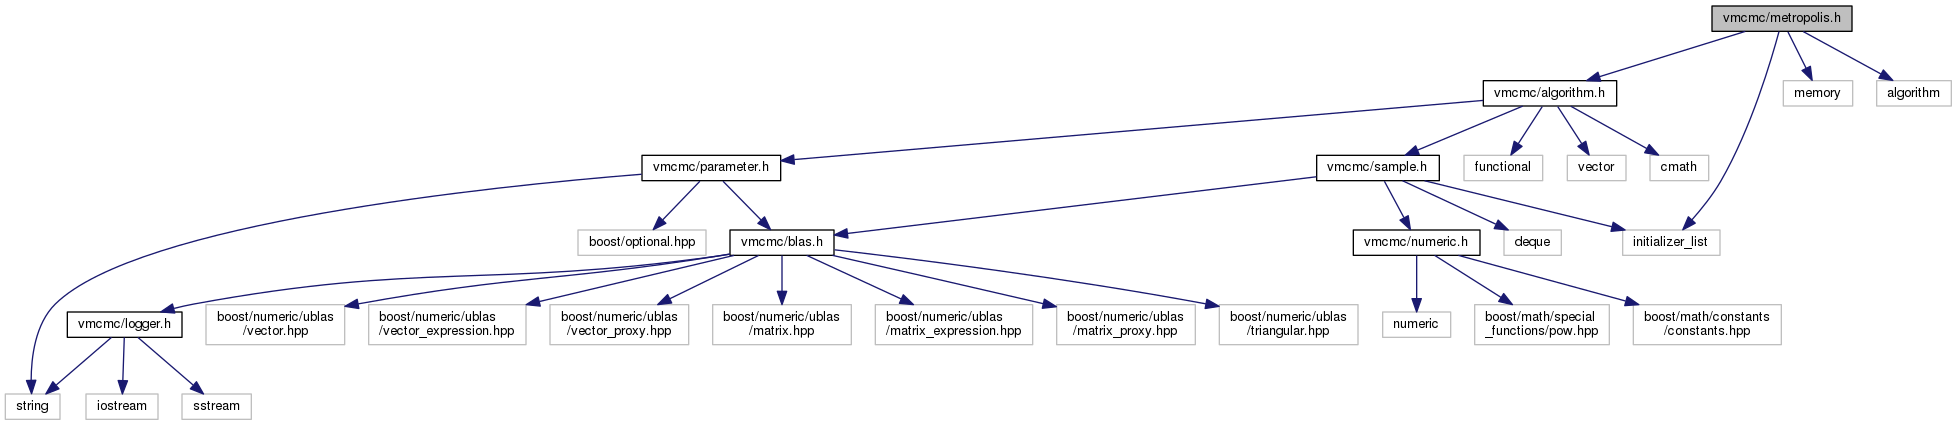 vmcmc/metropolis.h
vmcmc/algorithm.h
memory
algorithm
vmcmc/parameter.h
vmcmc/sample.h
functional
vector
cmath
boost/optional.hpp
vmcmc/blas.h
vmcmc/numeric.h
deque
initializer_list
vmcmc/logger.h
boost/numeric/ublas
/vector.hpp
boost/numeric/ublas
/vector_expression.hpp
boost/numeric/ublas
/vector_proxy.hpp
boost/numeric/ublas
/matrix.hpp
boost/numeric/ublas
/matrix_expression.hpp
boost/numeric/ublas
/matrix_proxy.hpp
boost/numeric/ublas
/triangular.hpp
numeric
boost/math/special
_functions/pow.hpp
boost/math/constants
/constants.hpp
string
iostream
sstream